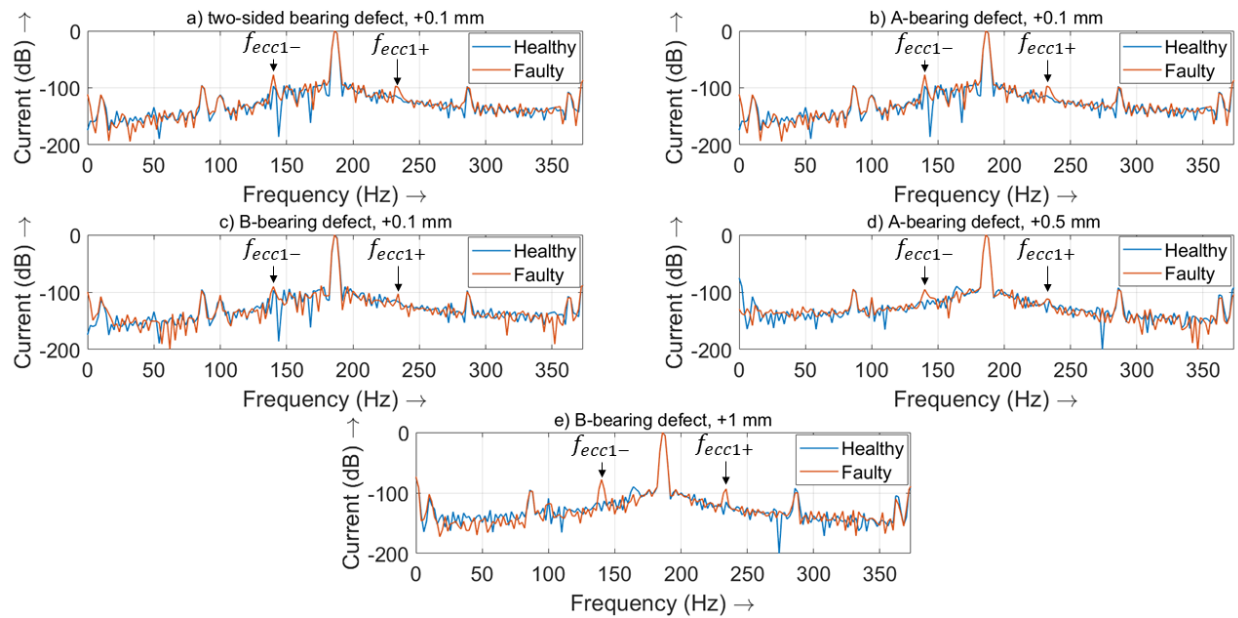 a) two-sided bearing defect, +0.1 mm
Current (dB) →
0
-100
-200
f_ecc1−
f_ecc1+
Healthy
Faulty
0 50 100 150 200 250 300 350
Frequency (Hz) →
b) A-bearing defect, +0.1 mm
Current (dB) →
0
-100
-200
f_ecc1−
f_ecc1+
Healthy
Faulty
0 50 100 150 200 250 300 350
Frequency (Hz) →
c) B-bearing defect, +0.1 mm
Current (dB) →
0
-100
-200
f_ecc1−
f_ecc1+
Healthy
Faulty
0 50 100 150 200 250 300 350
Frequency (Hz) →
d) A-bearing defect, +0.5 mm
Current (dB) →
0
-100
-200
f_ecc1−
f_ecc1+
Healthy
Faulty
0 50 100 150 200 250 300 350
Frequency (Hz) →
e) B-bearing defect, +1 mm
Current (dB) →
0
-100
-200
f_ecc1−
f_ecc1+
Healthy
Faulty
0 50 100 150 200 250 300 350
Frequency (Hz) →